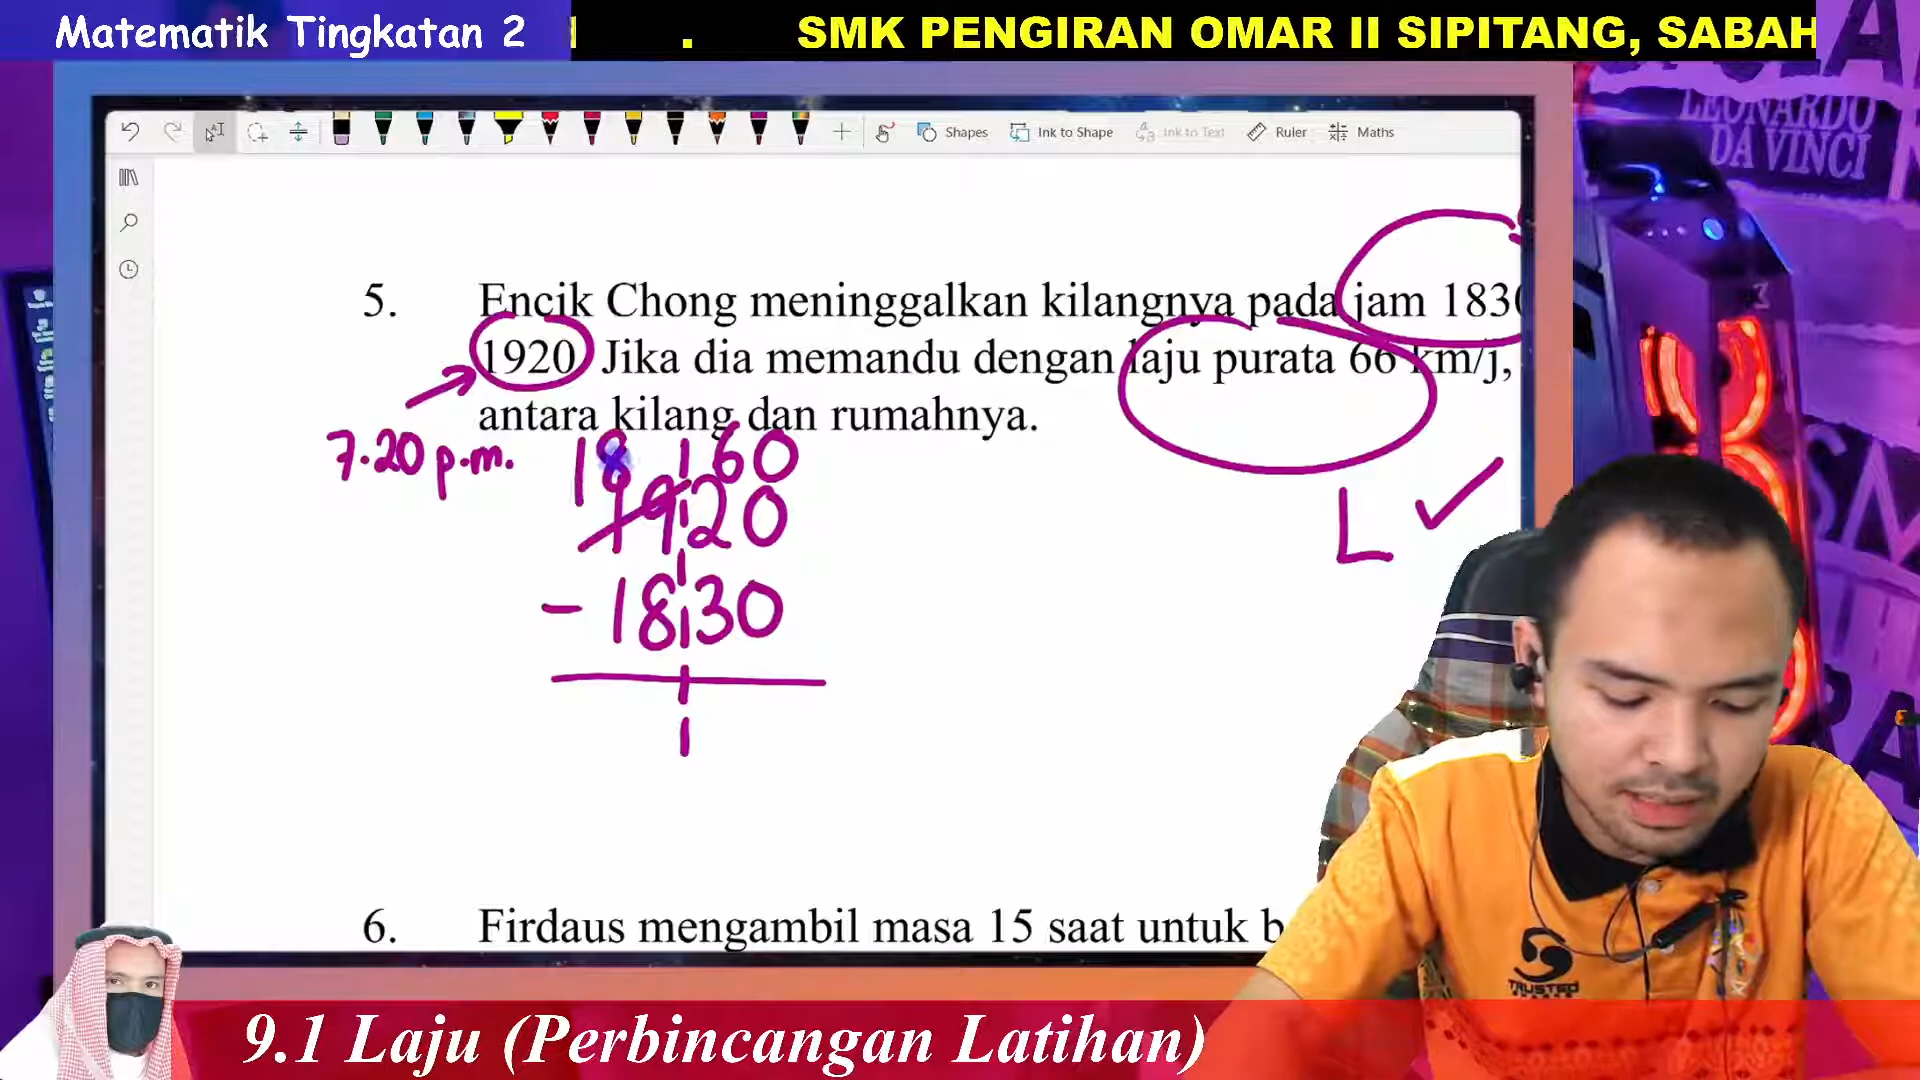 Matematik Tingkatan 2
. SMK PENGIRAN OMAR II SIPITANG, SABAH
LEONARDO
DA VINCI
Shapes Ink to Shape Ink to Text Ruler Maths
5. Encik Chong meninggalkan kilangnya pada jam 1830
1920 Jika dia memandu dengan laju purata 66 km/j,
antara kilang dan rumahnya.
7.20 p.m.
18 60
1920
- 1830
L ✓
6. Firdaus mengambil masa 15 saat untuk b
TRUSTED
9.1 Laju (Perbincangan Latihan)